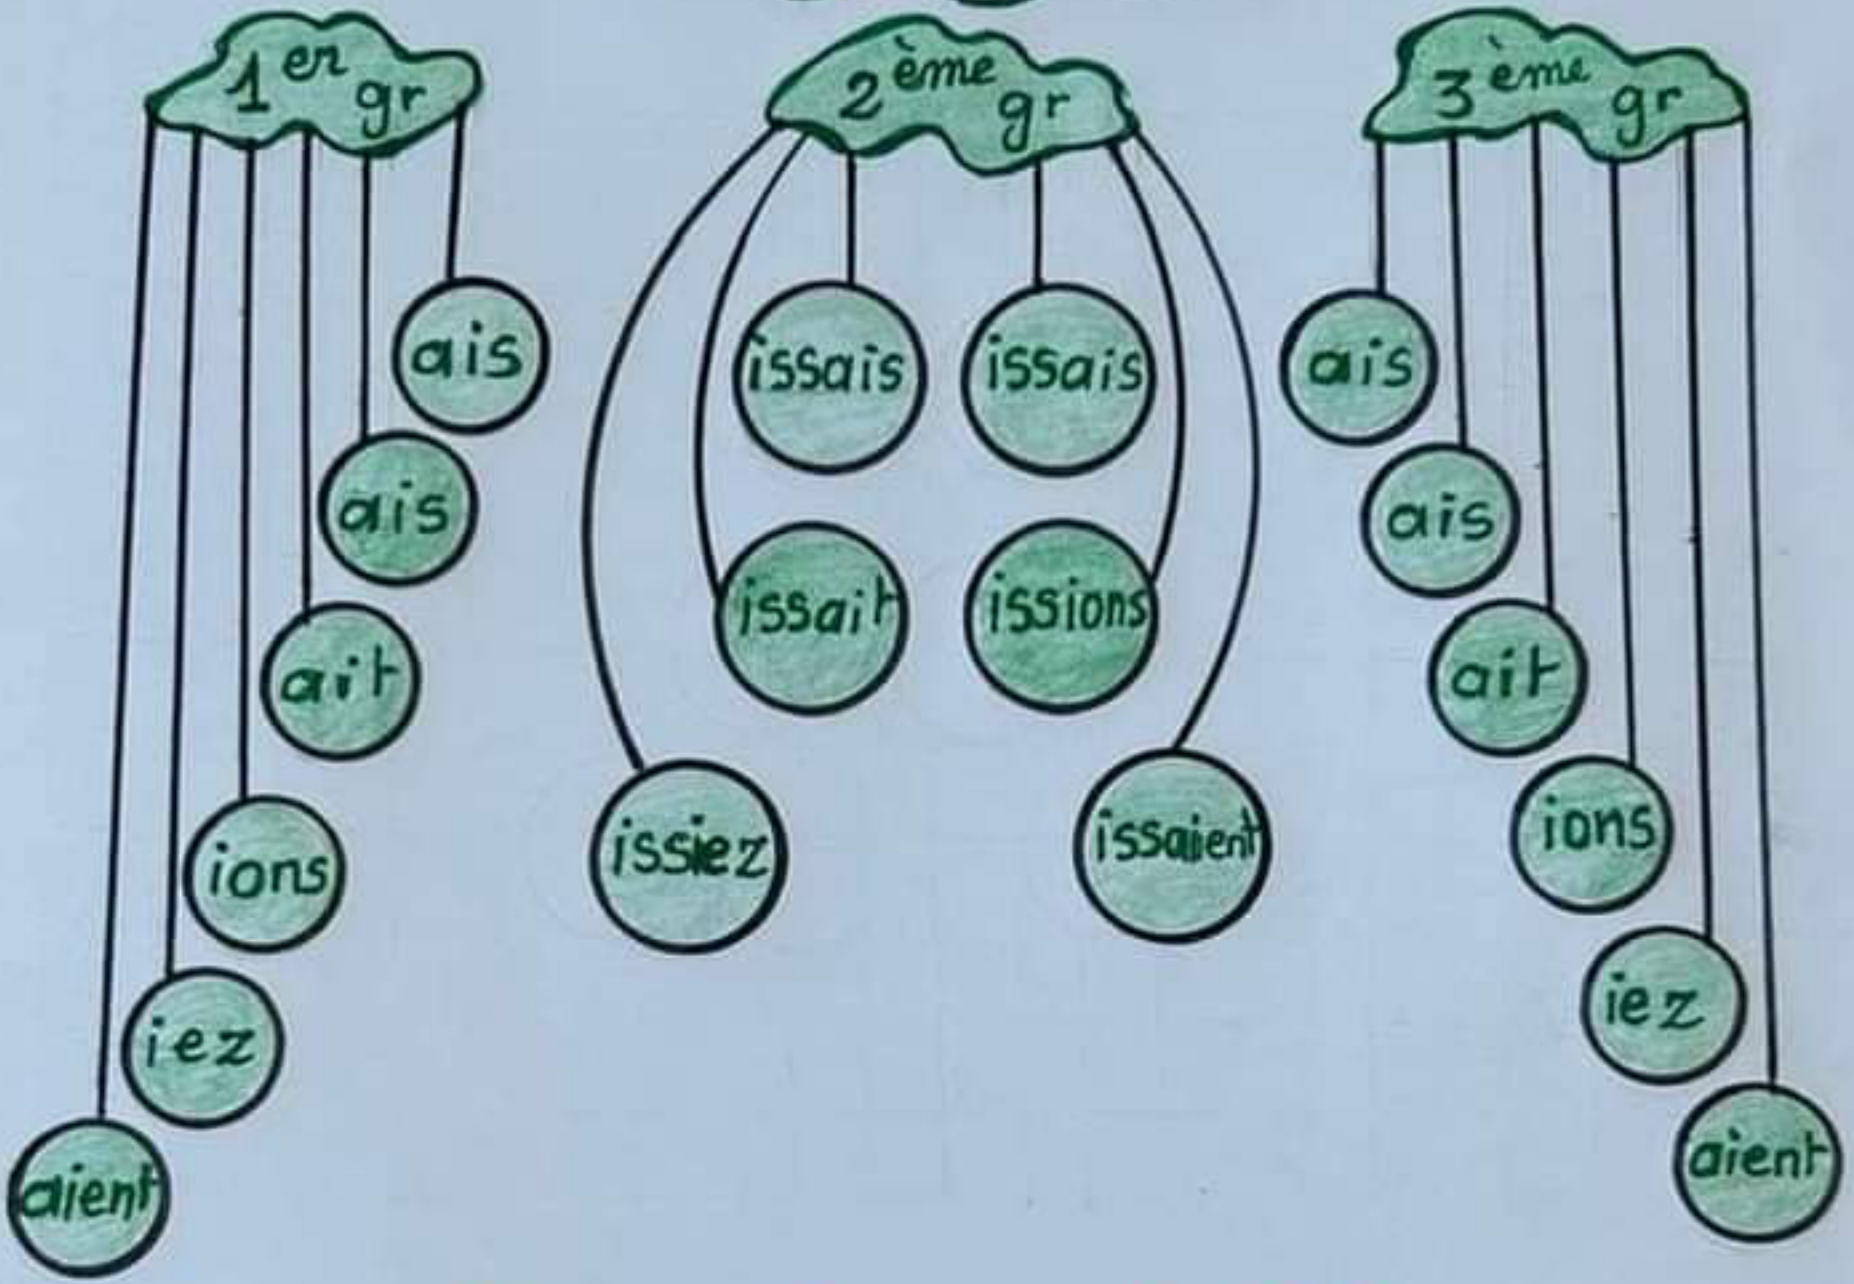 1er gr
ais
ais
ait
ions
iez
aient
2ème gr
issais
issais
issait
issions
issiez
issaient
3ème gr
ais
ais
ait
ions
iez
aient